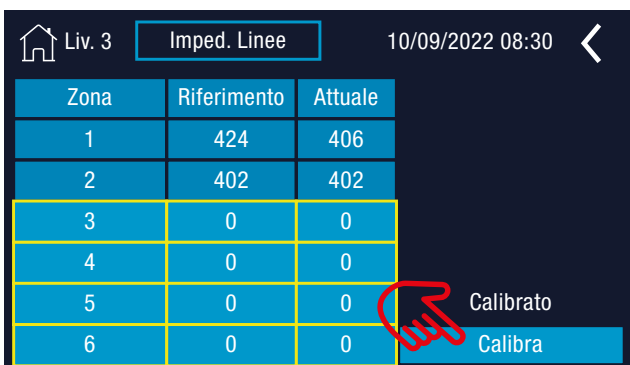 Liv. 3 Imped. Linee 10/09/2022 08:30
Zona Riferimento Attuale
1 424 406
2 402 402
3 0 0
4 0 0
5 0 0 Calibrato
6 0 0 Calibra